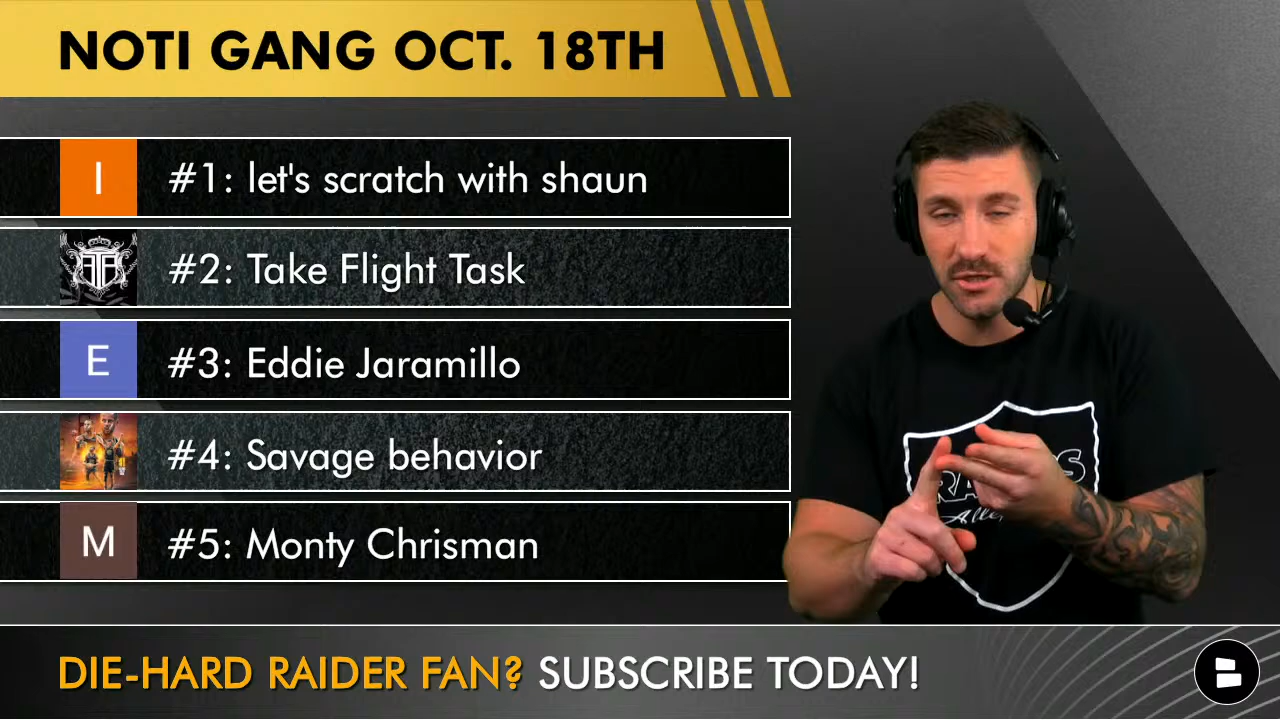 NOTI GANG OCT. 18TH
I
#1: let's scratch with shaun
#2: Take Flight Task
E
#3: Eddie Jaramillo
#4: Savage behavior
M
#5: Monty Chrisman
DIE-HARD RAIDER FAN? SUBSCRIBE TODAY!